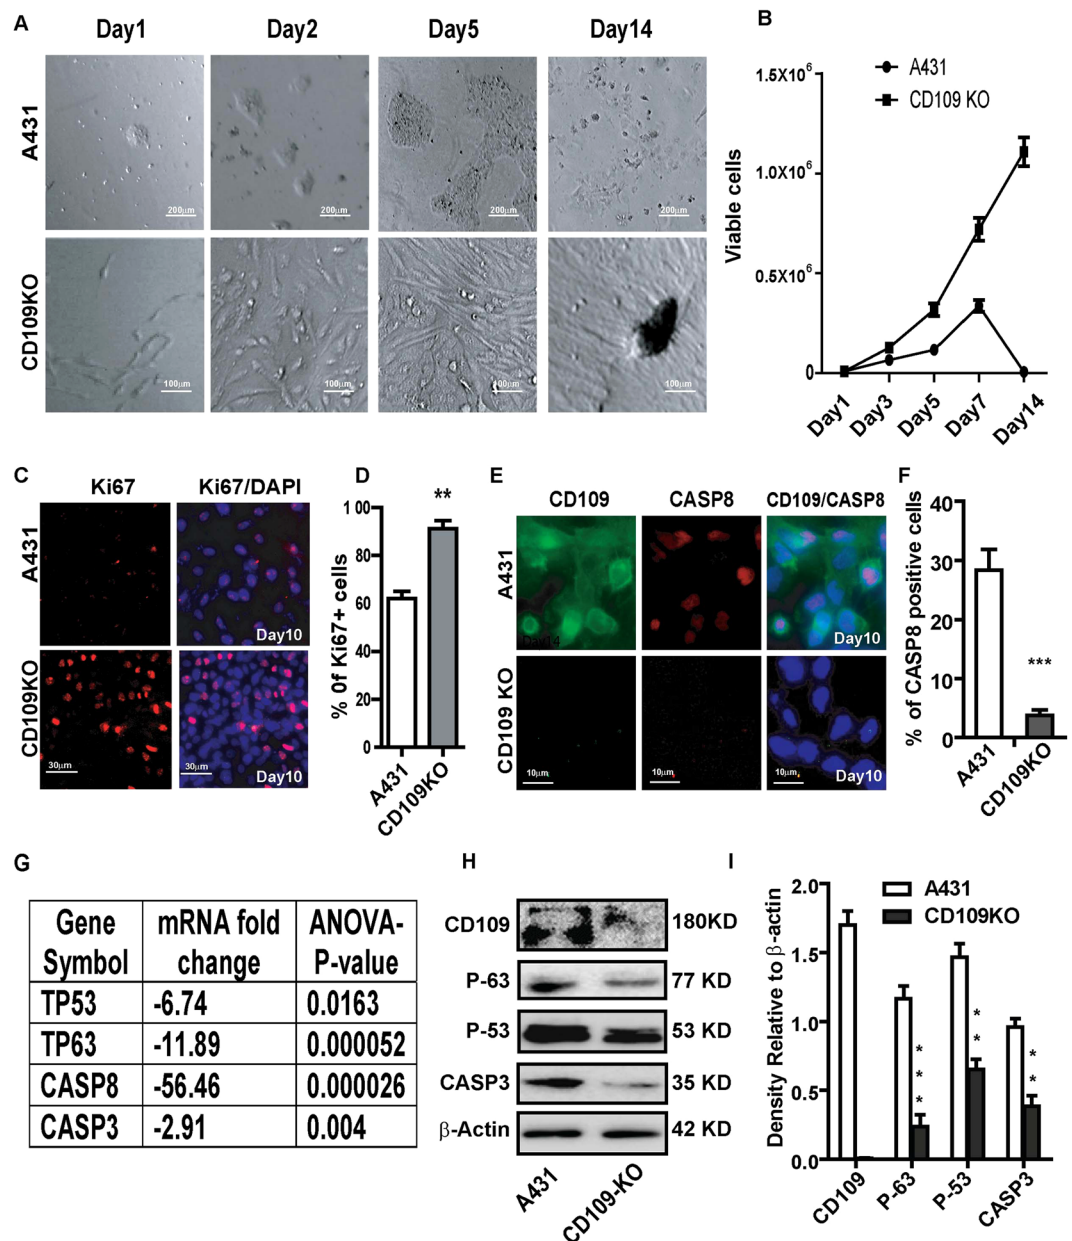 A
Day1 Day2 Day5 Day14
A431
200µm 200µm 200µm 200µm
CD109KO
100µm 100µm 100µm 100µm
B
A431
CD109 KO
1.5X10⁶
1.0X10⁶
0.5X10⁶
0
Viable cells
Day1 Day3 Day5 Day7 Day14
C
Ki67 Ki67/DAPI
A431
Day10
CD109KO
30µm 30µm Day10
D
**
100
80
60
40
20
0
% 0f Ki67+ cells
A431 CD109KO
E
CD109 CASP8 CD109/CASP8
A431
Day14 Day10
CD109 KO
10µm 10µm 10µm Day10
F
40
30
20
10
0
***
% of CASP8 positive cells
A431 CD109KO
G
Gene Symbol mRNA fold change ANOVA-P-value
TP53 -6.74 0.0163
TP63 -11.89 0.000052
CASP8 -56.46 0.000026
CASP3 -2.91 0.004
H
CD109 180KD
P-63 77 KD
P-53 53 KD
CASP3 35 KD
β-Actin 42 KD
A431 CD109-KO
I
A431
CD109KO
2.0
1.5
1.0
0.5
0.0
Density Relative to β-actin
*** ** **
CD109 P-63 P-53 CASP3